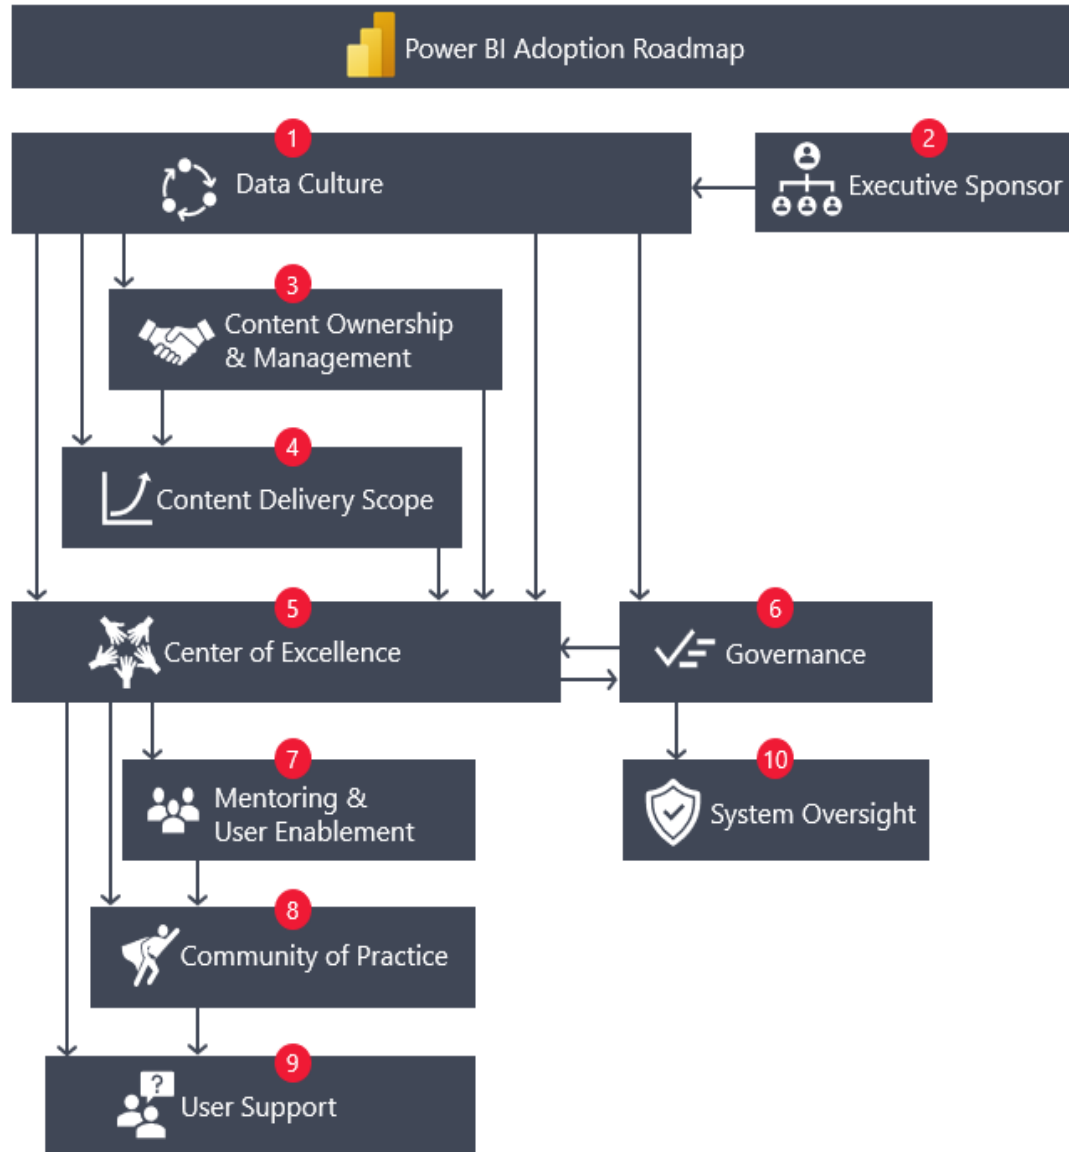 Power BI Adoption Roadmap
1
Data Culture
2
Executive Sponsor
3
Content Ownership
& Management
4
Content Delivery Scope
5
Center of Excellence
6
Governance
7
Mentoring &
User Enablement
10
System Oversight
8
Community of Practice
9
?
User Support